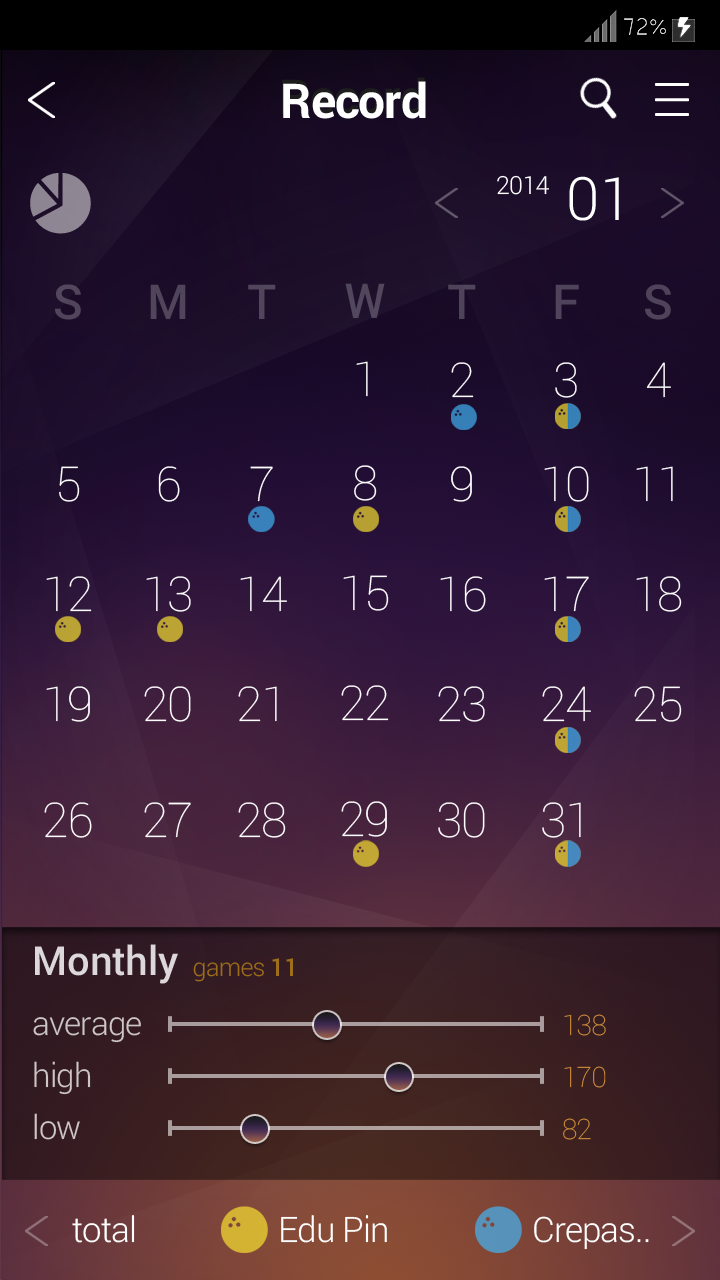 72%
Record
2014 01
S M T W T F S
1 2 3 4
5 6 7 8 9 10 11
12 13 14 15 16 17 18
19 20 21 22 23 24 25
26 27 28 29 30 31
Monthly games 11
average 138
high 170
low 82
total Edu Pin Crepas..